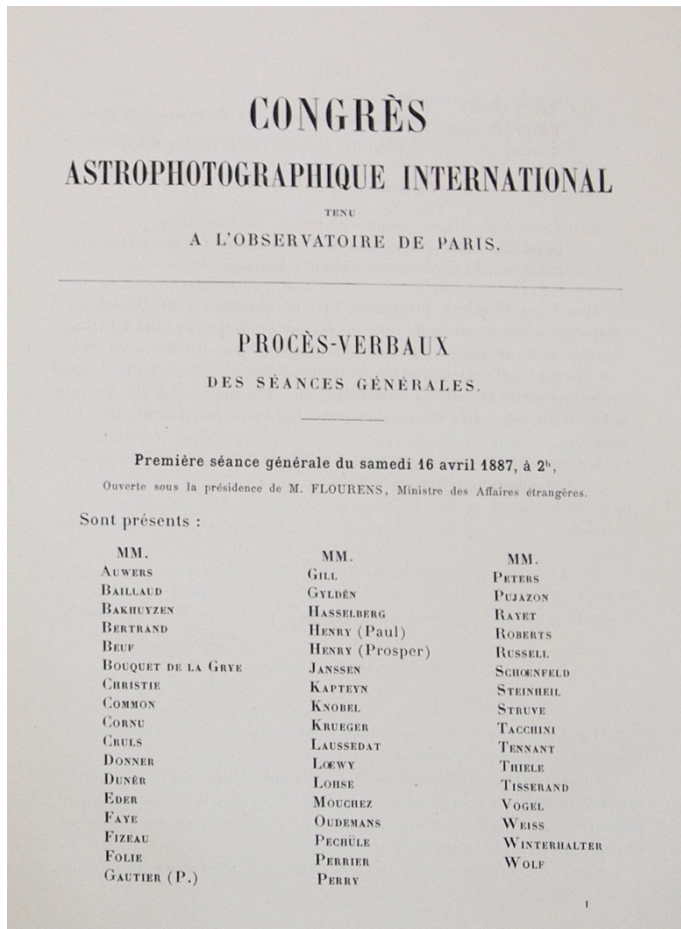 CONGRÈS
ASTROPHOTOGRAPHIQUE INTERNATIONAL
TENU
A L'OBSERVATOIRE DE PARIS.
PROCÈS-VERBAUX
DES SÉANCES GÉNÉRALES.
Première séance générale du samedi 16 avril 1887, à 2ʰ,
Ouverte sous la présidence de M. FLOURENS, Ministre des Affaires étrangères.
Sont présents :
MM.
AUWERS
BAILLAUD
BAKHUYZEN
BERTRAND
BEUF
BOUQUET DE LA GRYE
CHRISTIE
COMMON
CORNU
CRULS
DONNER
DUNÉR
EDER
FAYE
FIZEAU
FOLIE
GAUTIER (P.)
MM.
GILL
GYLDÉN
HASSELBERG
HENRY (Paul)
HENRY (Prosper)
JANSSEN
KAPTEYN
KNOBEL
KRUEGER
LAUSSEDAT
LŒWY
LOHSE
MOUCHEZ
OUDEMANS
PECHÜLE
PERRIER
PERRY
MM.
PETERS
PUJAZON
RAYET
ROBERTS
RUSSELL
SCHŒNFELD
STEINHEIL
STRUVE
TACCHINI
TENNANT
THIELE
TISSERAND
VOGEL
WEISS
WINTERHALTER
WOLF
1